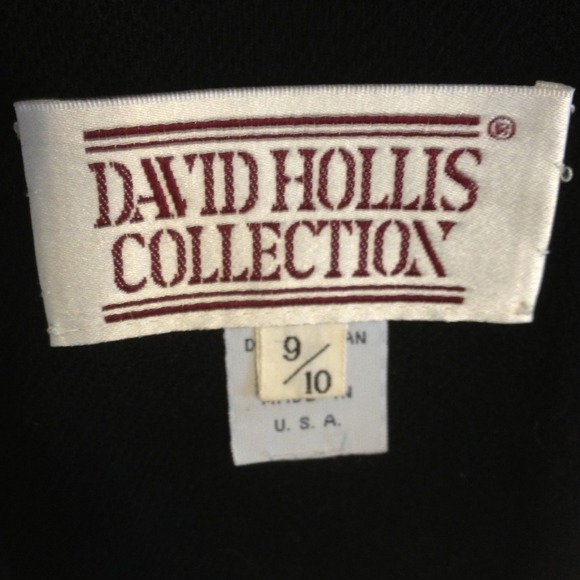 ®
DAVID HOLLIS
COLLECTION
9/10
U. S. A.